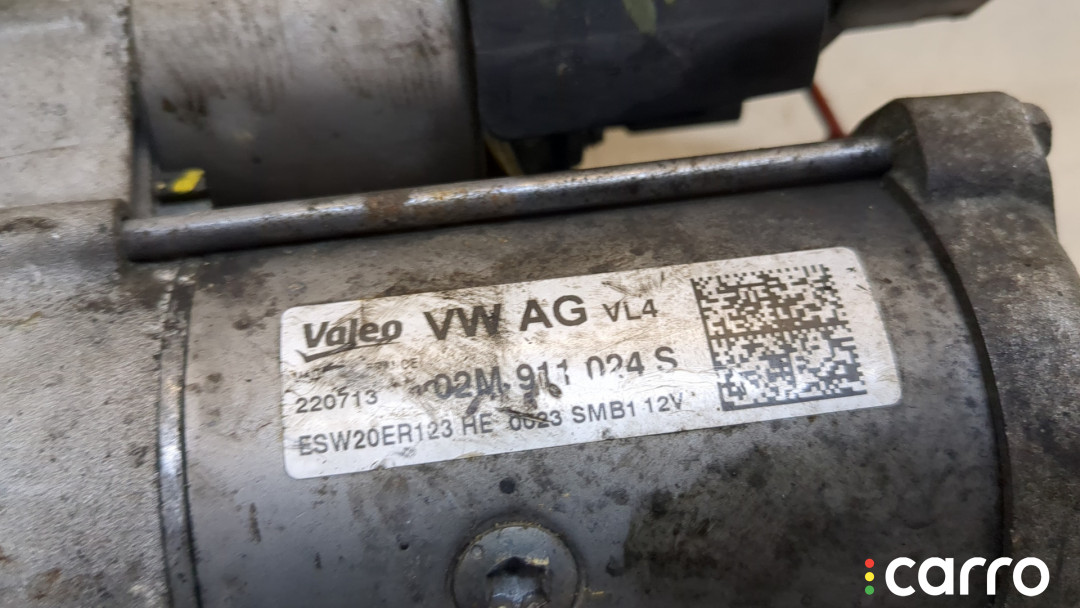 Valeo VW AG VL4
02M 911 024 S
220713
ESW20ER123 HE 0023 SMB1 12V
carro